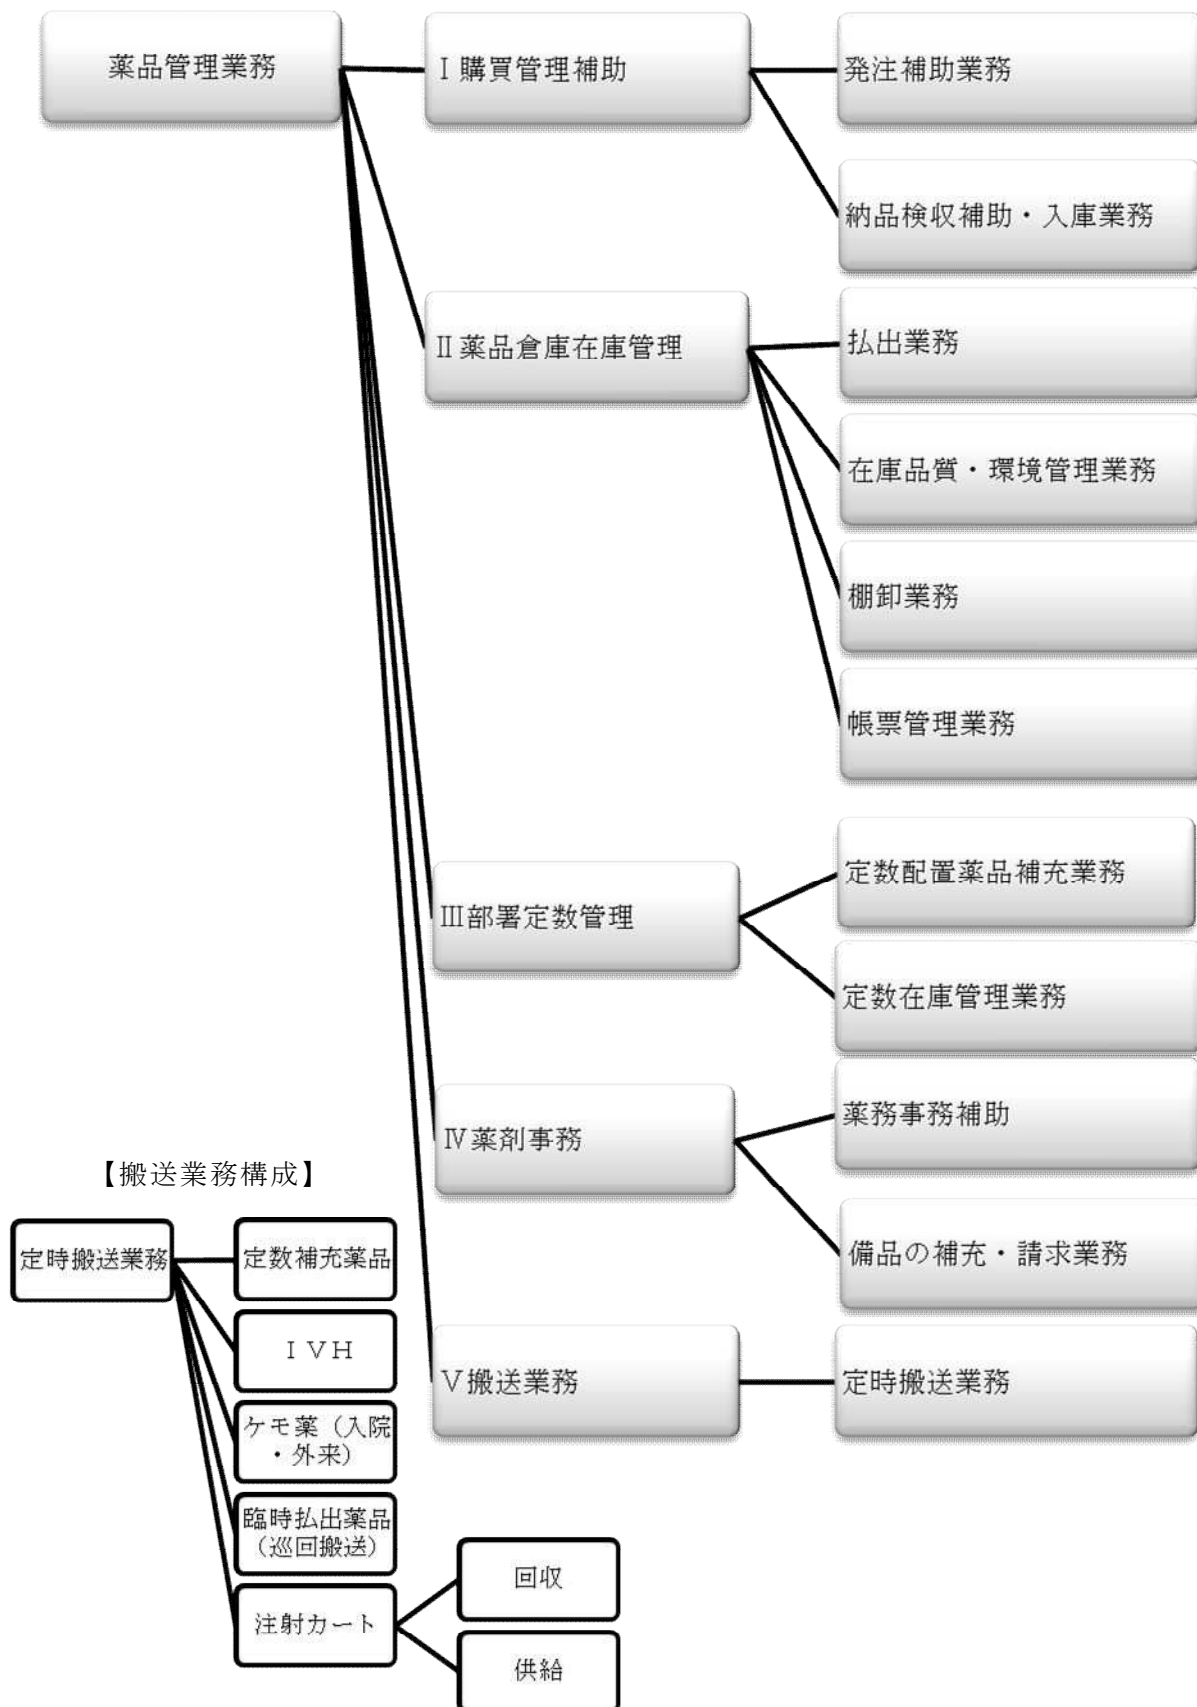 薬品管理業務
Ⅰ購買管理補助
発注補助業務
納品検収補助・入庫業務
Ⅱ薬品倉庫在庫管理
払出業務
在庫品質・環境管理業務
棚卸業務
帳票管理業務
Ⅲ部署定数管理
定数配置薬品補充業務
定数在庫管理業務
Ⅳ薬剤事務
薬務事務補助
備品の補充・請求業務
Ⅴ搬送業務
定時搬送業務
【搬送業務構成】
定時搬送業務
定数補充薬品
ＩＶＨ
ケモ薬（入院
・外来）
臨時払出薬品
（巡回搬送）
注射カート
回収
供給